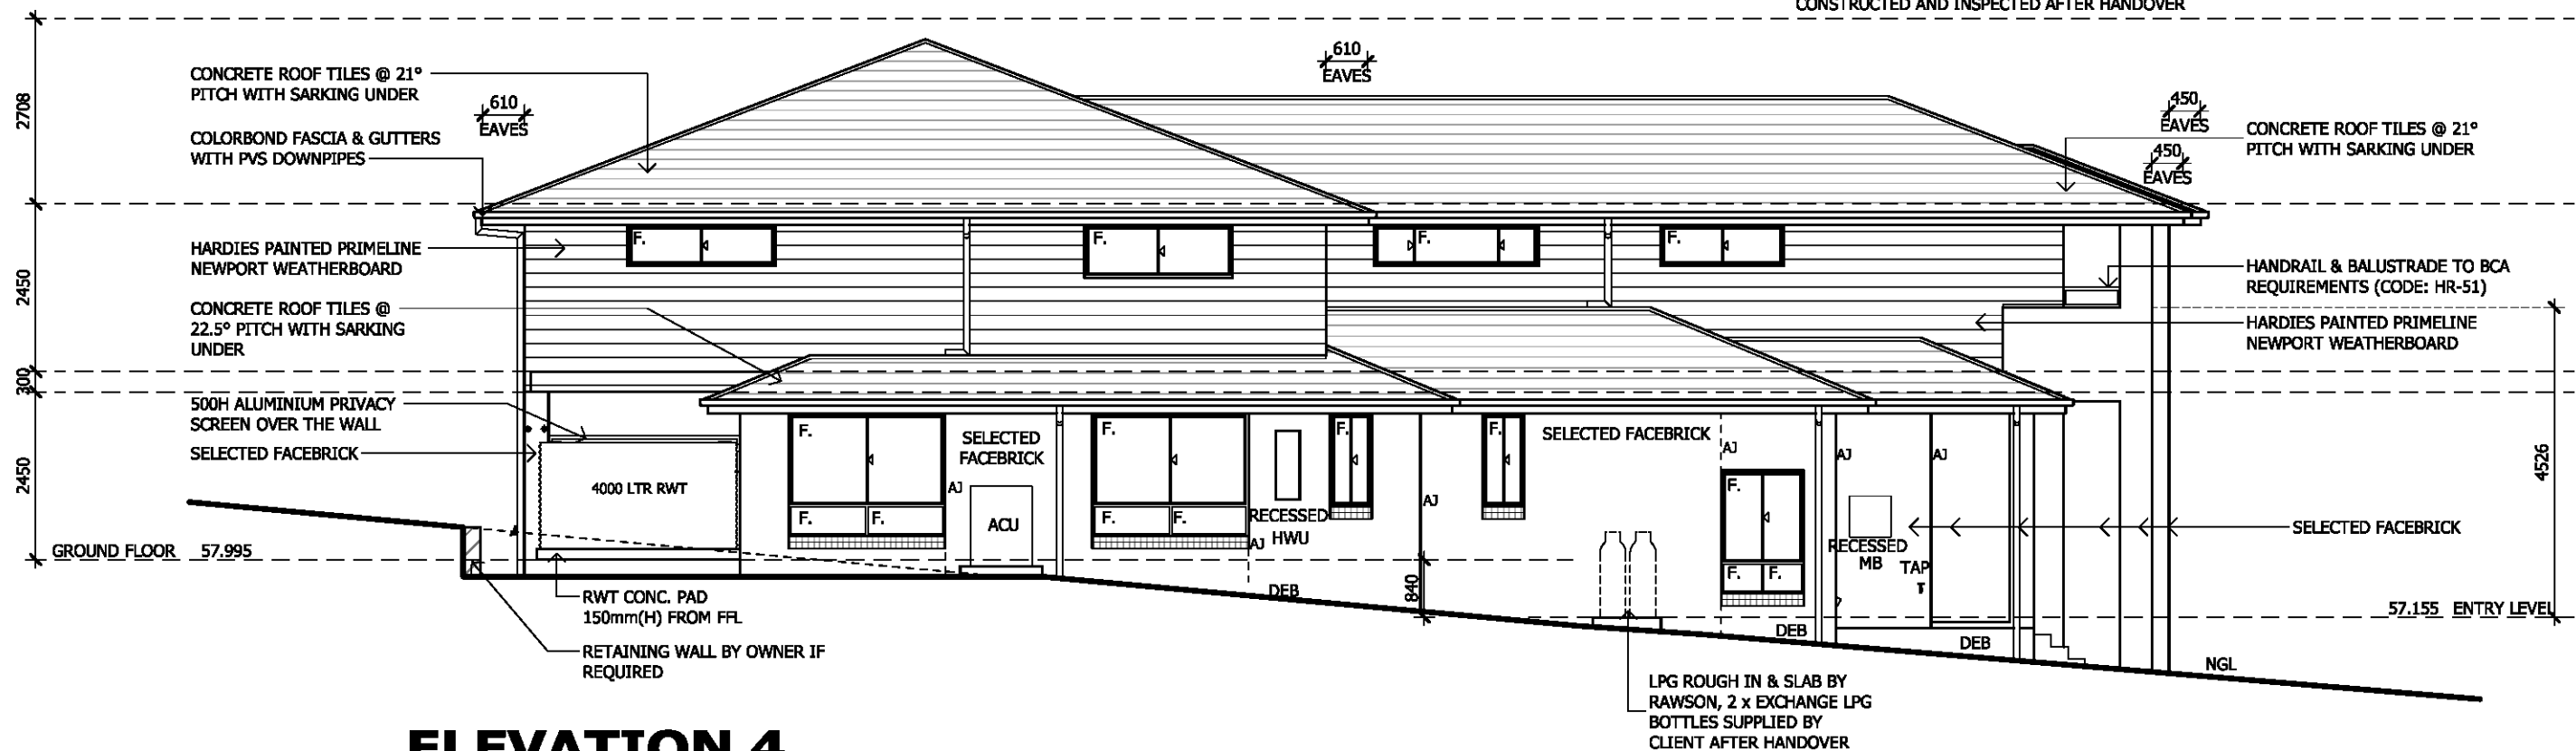 CONSTRUCTED AND INSPECTED AFTER HANDOVER
2708
CONCRETE ROOF TILES @ 21°
PITCH WITH SARKING UNDER
610
EAVES
610
EAVES
450
EAVES
450
EAVES
CONCRETE ROOF TILES @ 21°
PITCH WITH SARKING UNDER
COLORBOND FASCIA & GUTTERS
WITH PVS DOWNPIPES
2450
HARDIES PAINTED PRIMELINE
NEWPORT WEATHERBOARD
F.
F.
F.
F.
HANDRAIL & BALUSTRADE TO BCA
REQUIREMENTS (CODE: HR-51)
CONCRETE ROOF TILES @
22.5° PITCH WITH SARKING
UNDER
HARDIES PAINTED PRIMELINE
NEWPORT WEATHERBOARD
300
500H ALUMINIUM PRIVACY
SCREEN OVER THE WALL
SELECTED FACEBRICK
2450
4000 LTR RWT
F.
F.
F.
SELECTED
FACEBRICK
AJ
ACU
F.
F.
F.
RECESSED
HWU
AJ
F.
AJ
F.
SELECTED FACEBRICK
AJ
F.
F.
F.
AJ
RECESSED
MB
TAP
T
AJ
SELECTED FACEBRICK
4526
GROUND FLOOR 57.995
840
DEB
DEB
DEB
57.155 ENTRY LEVEL
NGL
RWT CONC. PAD
150mm(H) FROM FFL
RETAINING WALL BY OWNER IF
REQUIRED
LPG ROUGH IN & SLAB BY
RAWSON, 2 x EXCHANGE LPG
BOTTLES SUPPLIED BY
CLIENT AFTER HANDOVER
ELEVATION 4